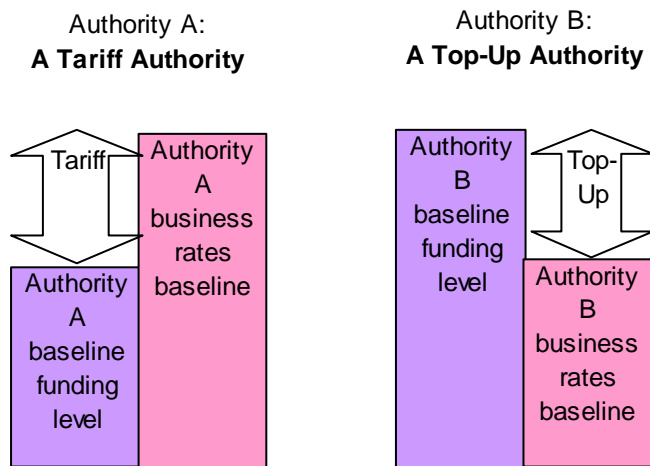 Authority A:
A Tariff Authority
Tariff
Authority
A
business
rates
baseline
Authority
A
baseline
funding
level
Authority B:
A Top-Up Authority
Authority
B
baseline
funding
level
Top-
Up
Authority
B
business
rates
baseline